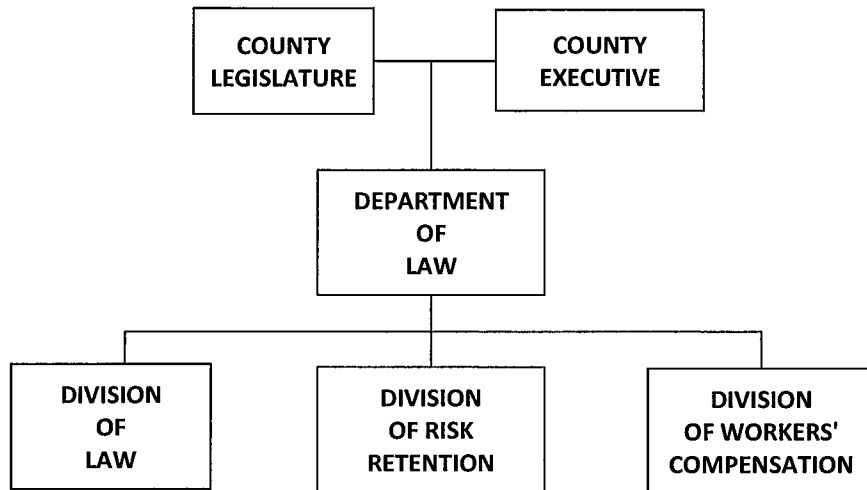 COUNTY
LEGISLATURE
COUNTY
EXECUTIVE
DEPARTMENT
OF
LAW
DIVISION
OF
LAW
DIVISION
OF RISK
RETENTION
DIVISION
OF WORKERS'
COMPENSATION